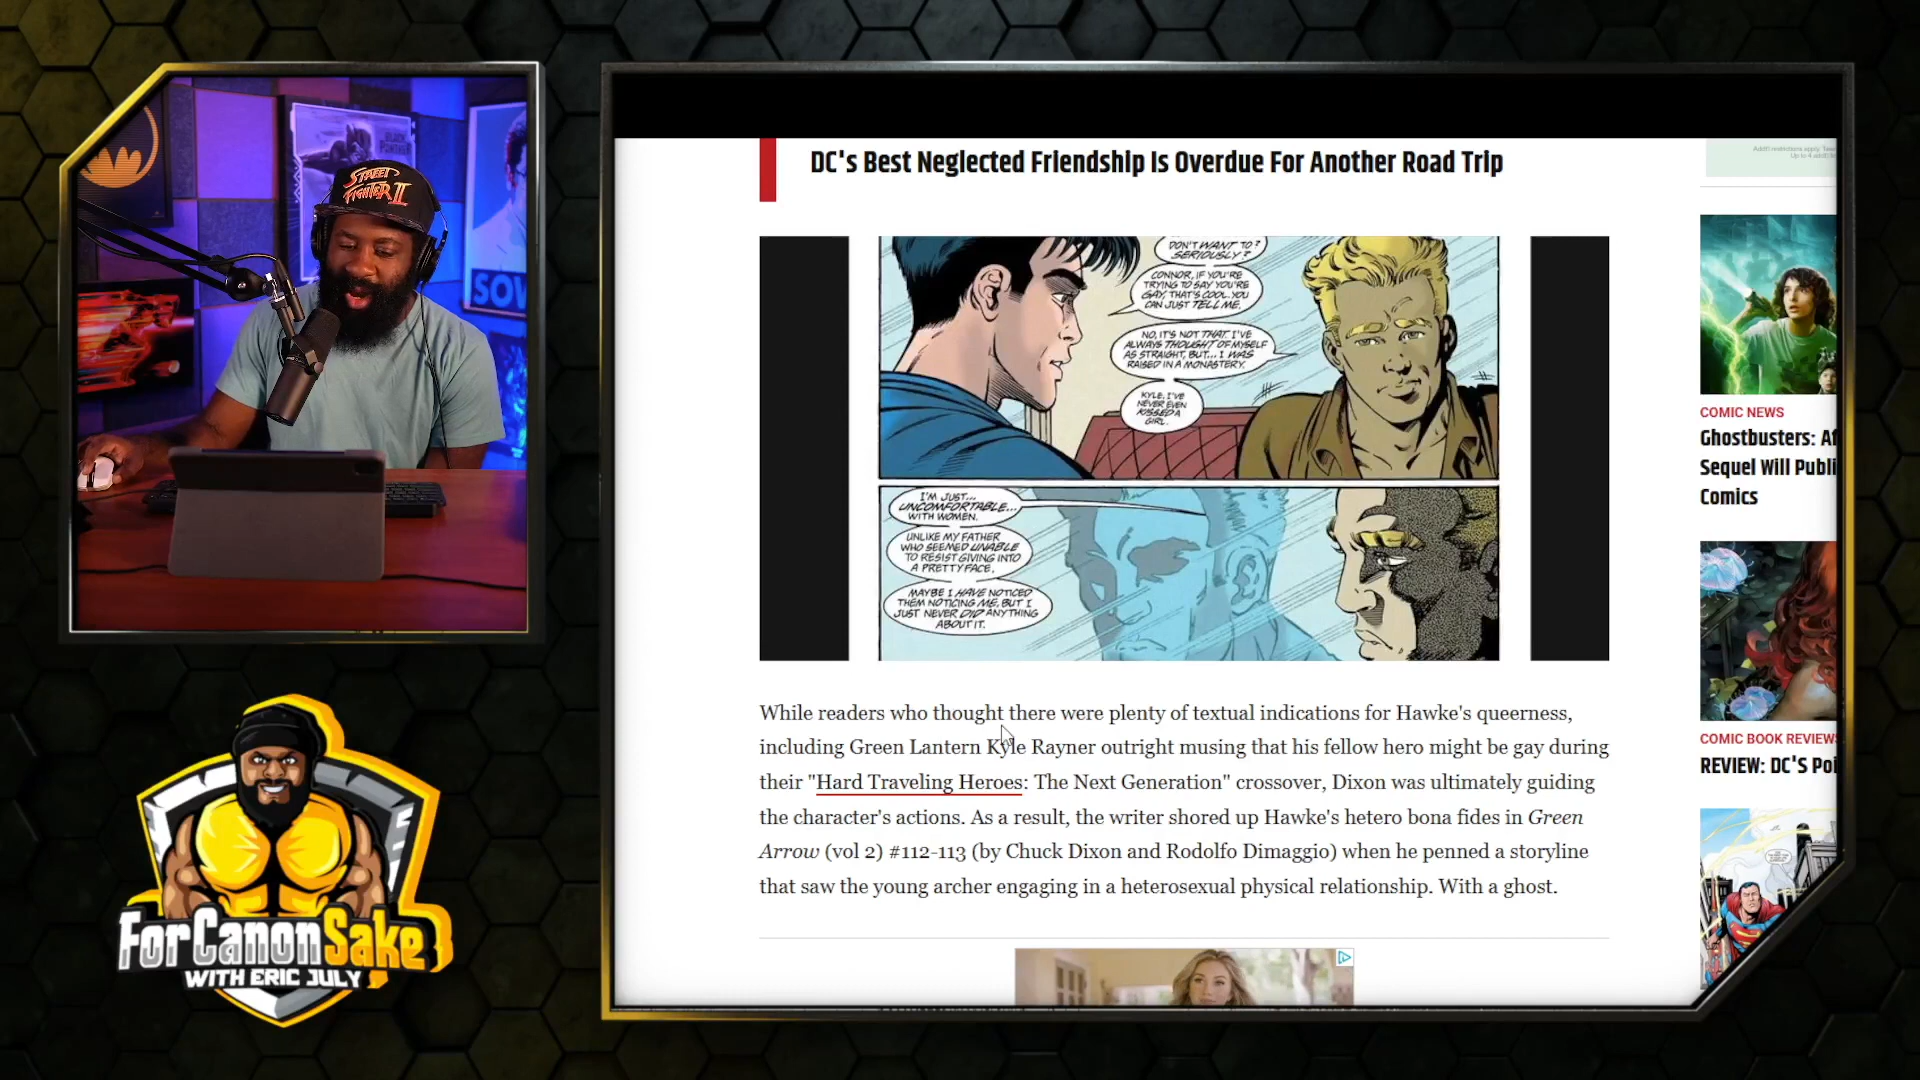 BLACK
PANTHER
STREET
FIGHTER II
SOW
ForCanonSake
WITH ERIC JULY
DC's Best Neglected Friendship Is Overdue For Another Road Trip
DON'T WANT TO?
SERIOUSLY?
CONNOR, IF YOU'RE
TRYING TO SAY YOU'RE
GAY, THAT'S COOL. YOU
CAN JUST TELL ME.
NO, IT'S NOT THAT. I'VE
ALWAYS THOUGHT OF MYSELF
AS STRAIGHT, BUT... I WAS
RAISED IN A MONASTERY.
KYLE, I'VE
NEVER EVEN
KISSED A
GIRL.
I'M JUST...
UNCOMFORTABLE...
WITH WOMEN.
UNLIKE MY FATHER
WHO SEEMED UNABLE
TO RESIST GIVING INTO
A PRETTY FACE.
MAYBE I HAVE NOTICED
THEM NOTICING ME, BUT I
JUST NEVER DID ANYTHING
ABOUT IT.
While readers who thought there were plenty of textual indications for Hawke's queerness,
including Green Lantern Kyle Rayner outright musing that his fellow hero might be gay during
their "Hard Traveling Heroes: The Next Generation" crossover, Dixon was ultimately guiding
the character's actions. As a result, the writer shored up Hawke's hetero bona fides in Green
Arrow (vol 2) #112-113 (by Chuck Dixon and Rodolfo Dimaggio) when he penned a storyline
that saw the young archer engaging in a heterosexual physical relationship. With a ghost.
COMIC NEWS
Ghostbusters: Af
Sequel Will Publi
Comics
COMIC BOOK REVIEWS
REVIEW: DC'S Poi